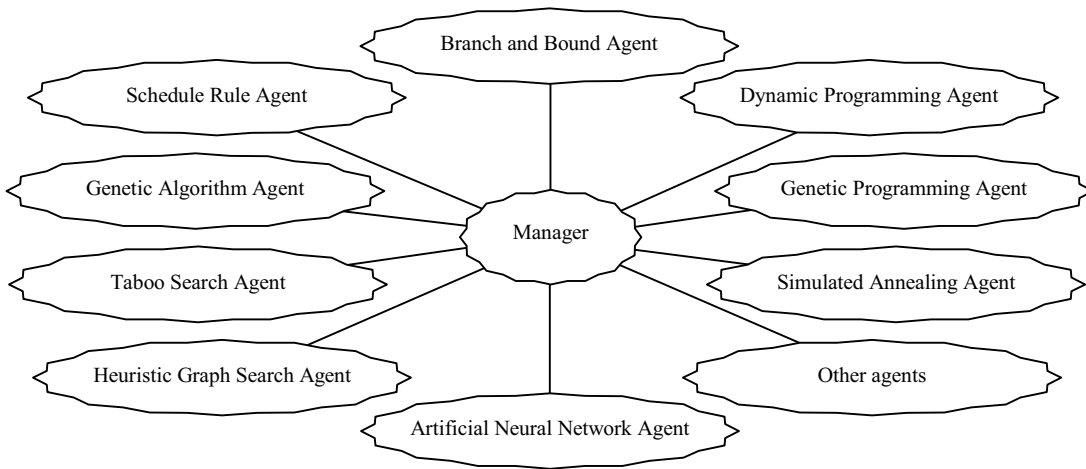 Branch and Bound Agent
Schedule Rule Agent
Dynamic Programming Agent
Genetic Algorithm Agent
Genetic Programming Agent
Manager
Taboo Search Agent
Simulated Annealing Agent
Heuristic Graph Search Agent
Other agents
Artificial Neural Network Agent